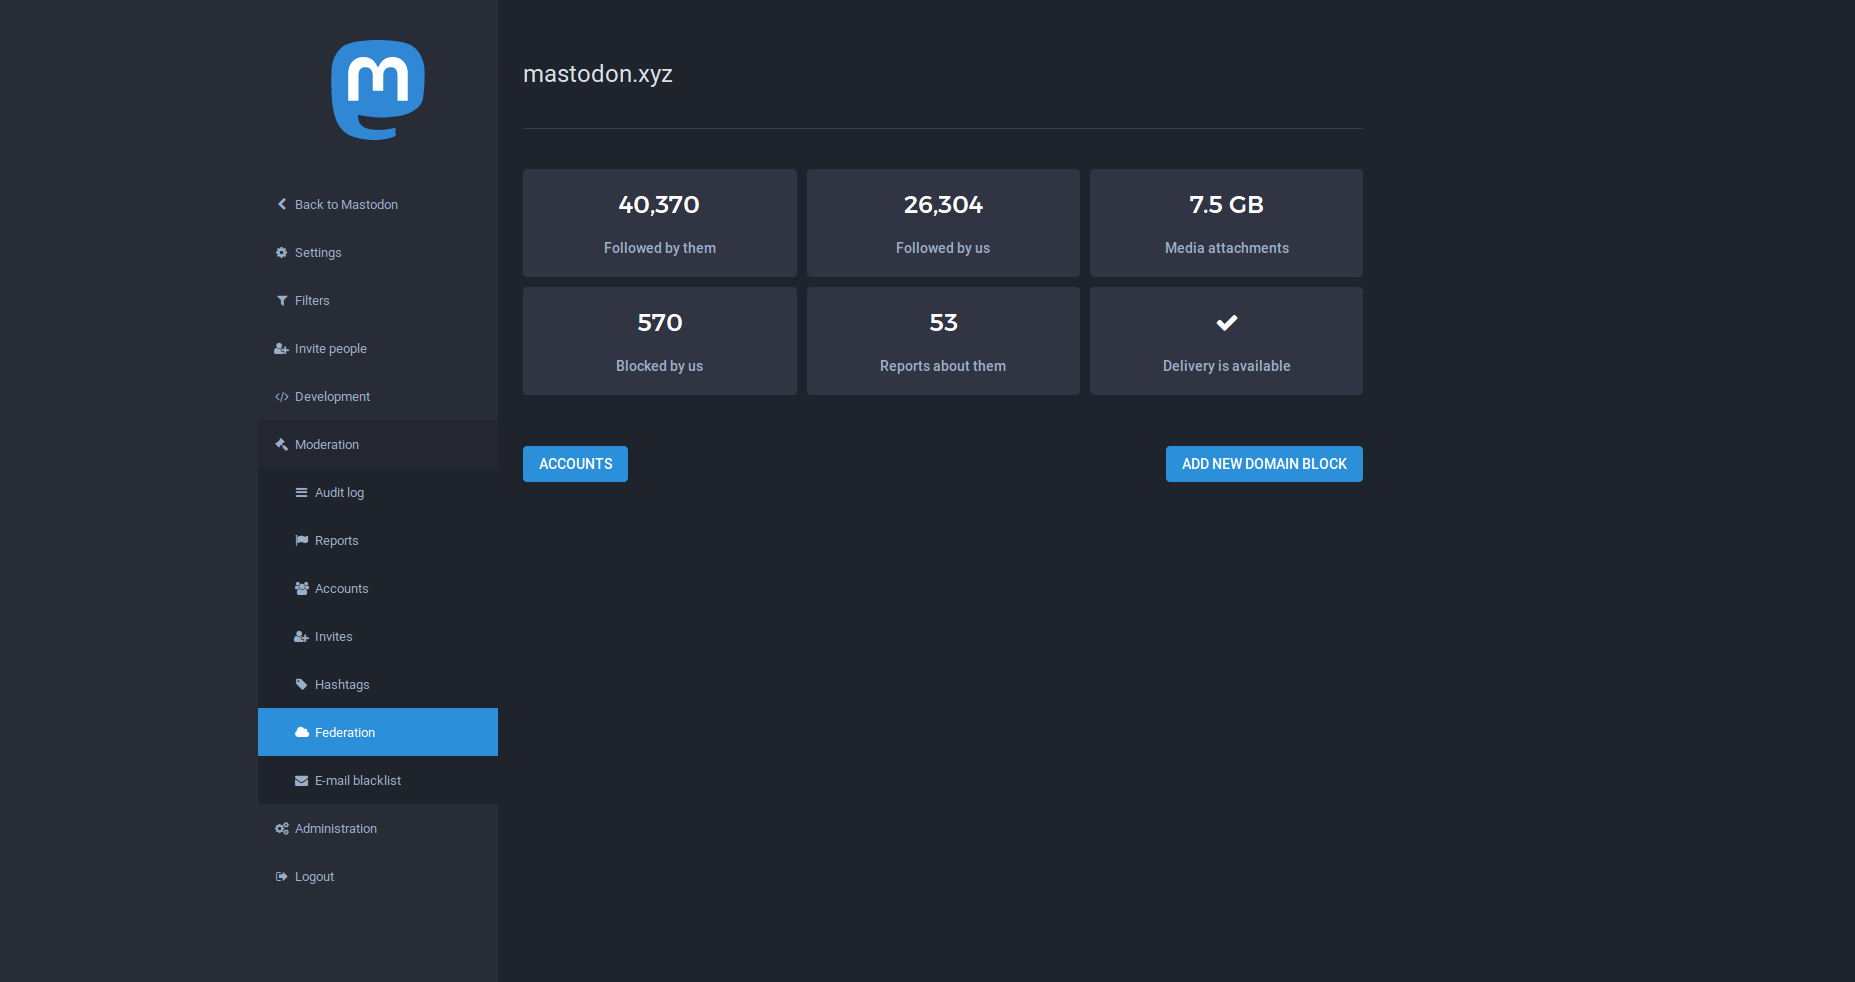 m
Back to Mastodon
Settings
Filters
Invite people
Development
Moderation
Audit log
Reports
Accounts
Invites
Hashtags
Federation
E-mail blacklist
Administration
Logout
mastodon.xyz
40,370
Followed by them
26,304
Followed by us
7.5 GB
Media attachments
570
Blocked by us
53
Reports about them
Delivery is available
ACCOUNTS
ADD NEW DOMAIN BLOCK